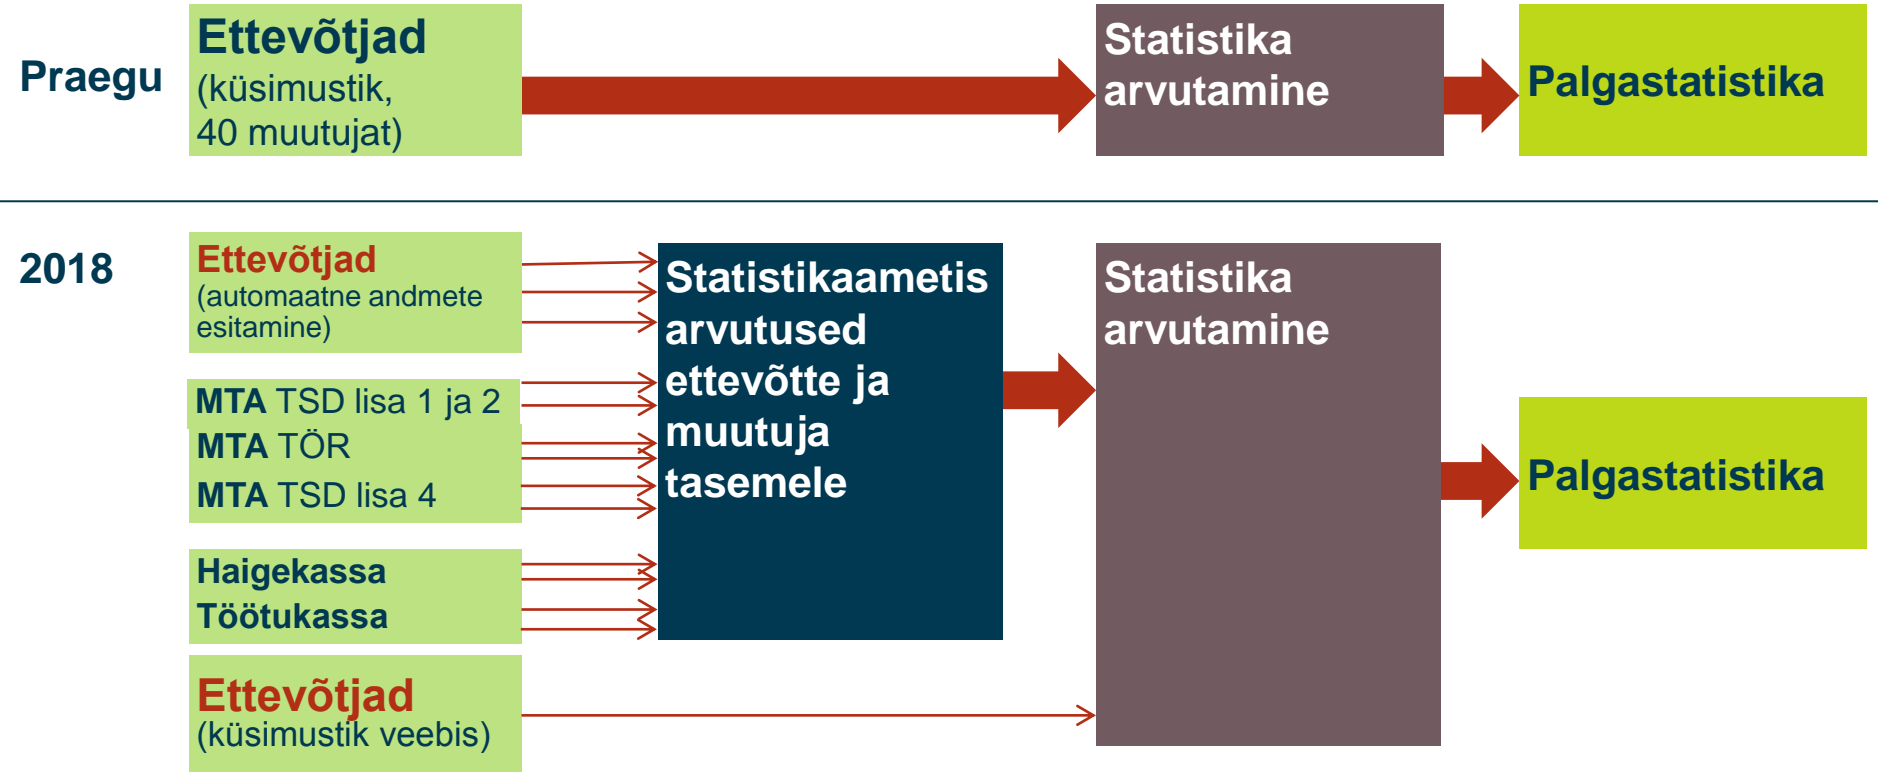 Praegu
Ettevõtjad
(küsimustik,
40 muutujat)
Statistika
arvutamine
Palgastatistika
2018
Ettevõtjad
(automaatne andmete
esitamine)
MTA TSD lisa 1 ja 2
MTA TÖR
MTA TSD lisa 4
Haigekassa
Töötukassa
Ettevõtjad
(küsimustik veebis)
Statistikaametis
arvutused
ettevõtte ja
muutuja
tasemele
Statistika
arvutamine
Palgastatistika